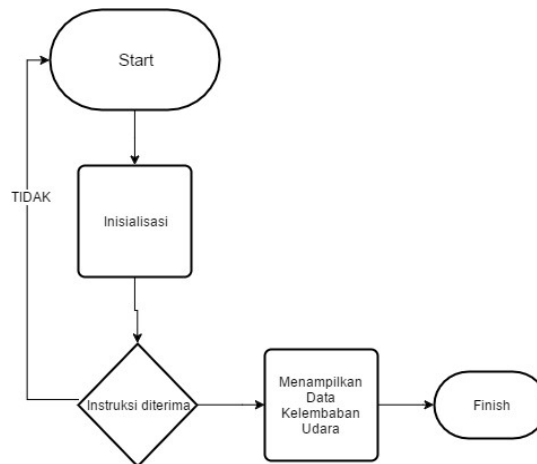 Start
TIDAK
Inisialisasi
Instruksi diterima
Menampilkan
Data
Kelembaban
Udara
Finish